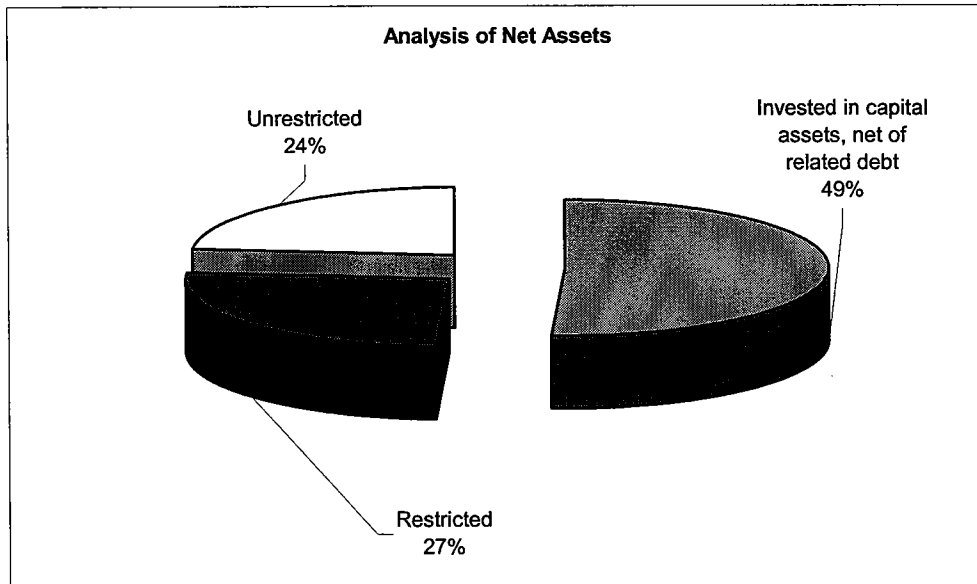 Analysis of Net Assets
Unrestricted
24%
Invested in capital
assets, net of
related debt
49%
Restricted
27%